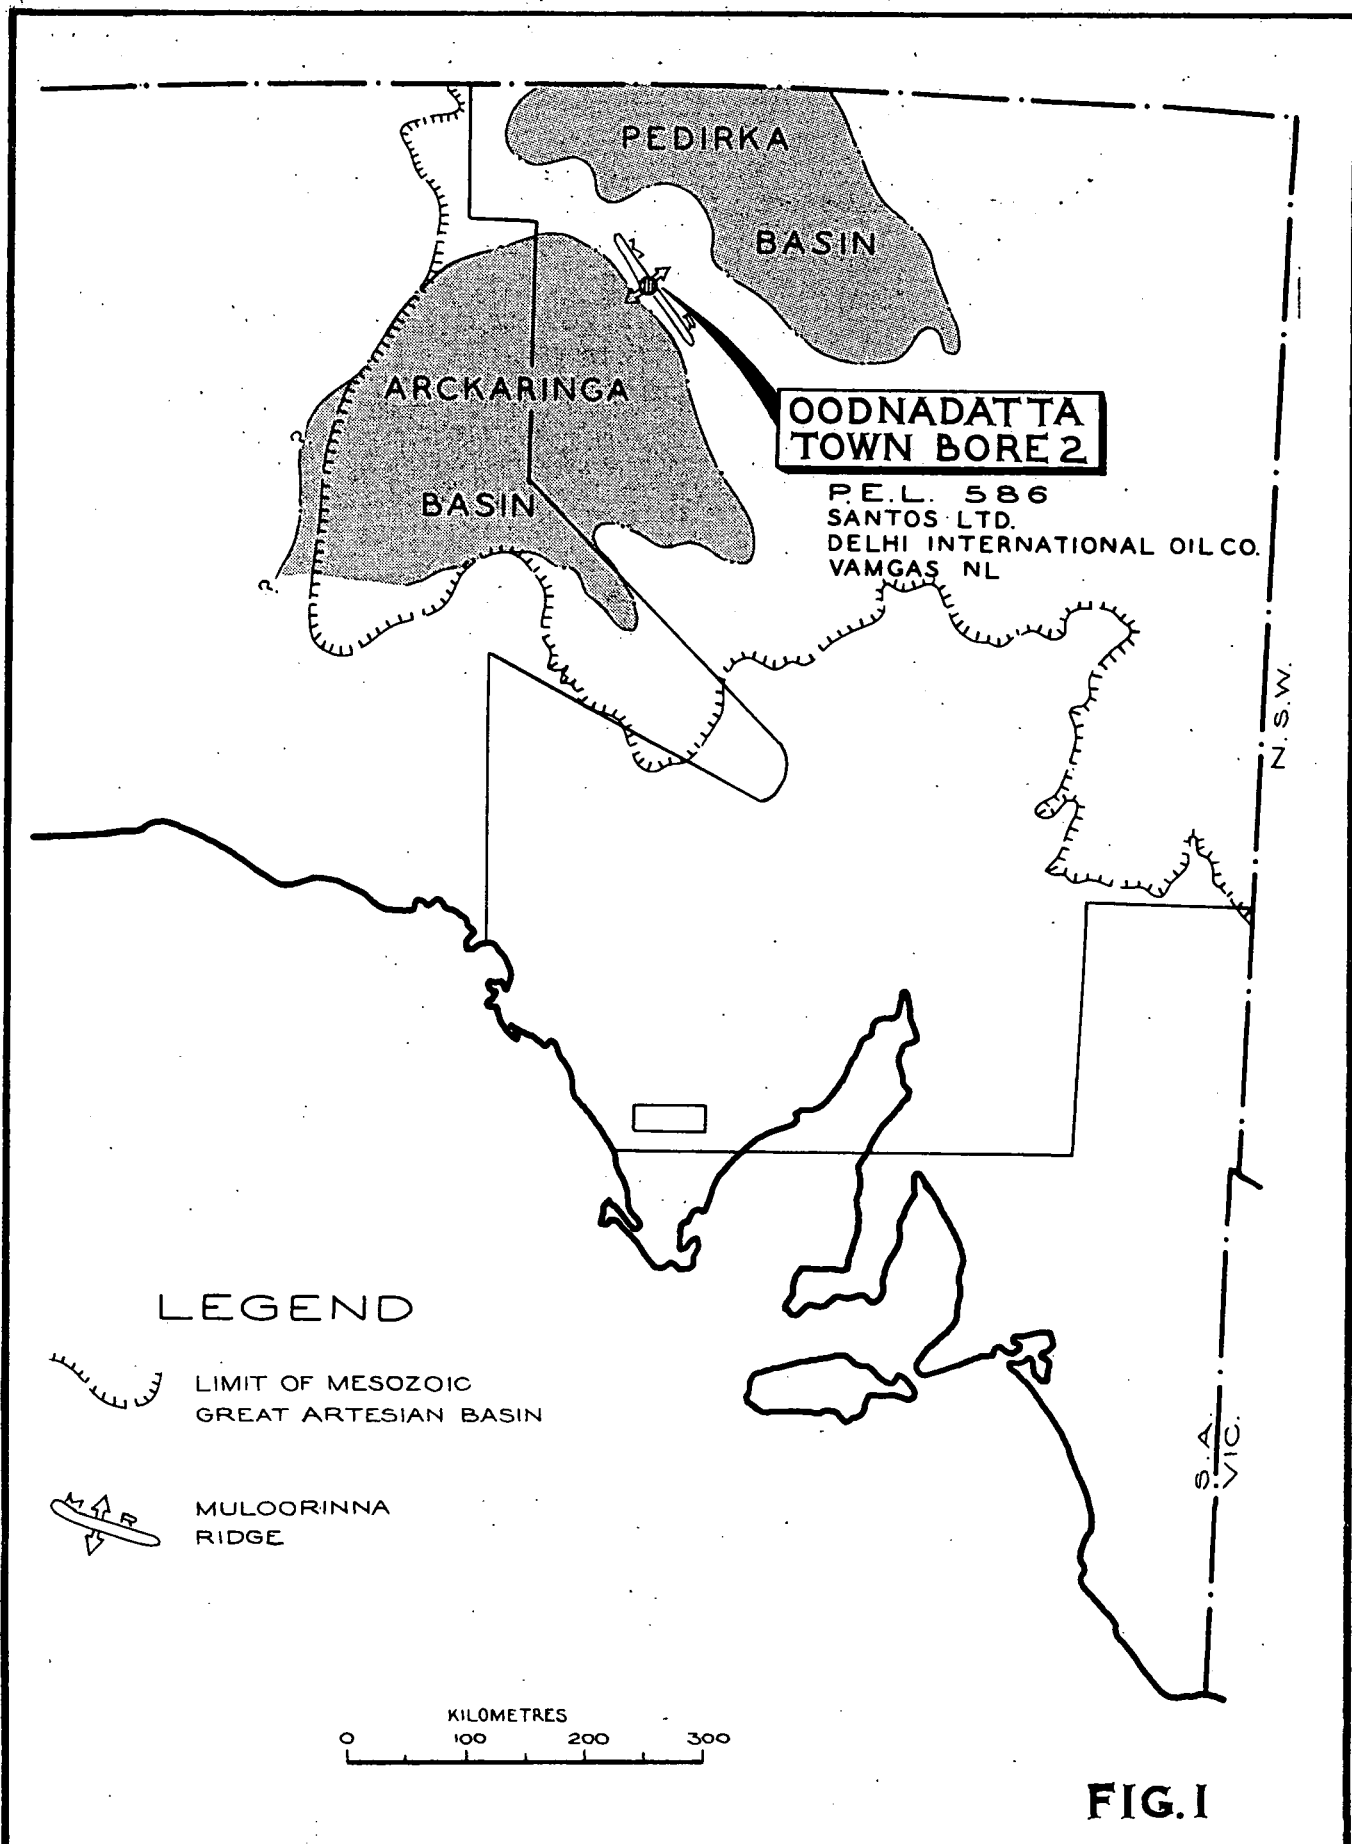 PEDIRKA
BASIN
M
R
ARCKARINGA
BASIN
?
?
OODNADATTA
TOWN BORE 2
P.E.L. 586
SANTOS LTD.
DELHI INTERNATIONAL OIL CO.
VAMGAS NL
N.S.W.
S.A.
VIC.
LEGEND
LIMIT OF MESOZOIC
GREAT ARTESIAN BASIN
M R
MULOORINNA
RIDGE
KILOMETRES
0 100 200 300
FIG. 1